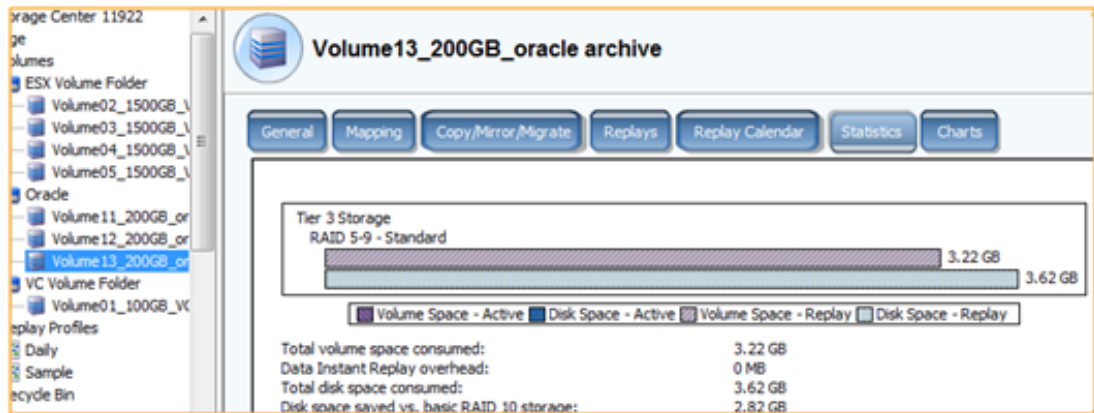 orage Center 11922
ge
olumes
ESX Volume Folder
Volume02_1500GB_V
Volume03_1500GB_V
Volume04_1500GB_V
Volume05_1500GB_V
Oracle
Volume11_200GB_or
Volume12_200GB_or
Volume13_200GB_or
VC Volume Folder
Volume01_100GB_VC
eplay Profiles
Daily
Sample
ecycle Bin
Volume13_200GB_oracle archive
General Mapping Copy/Mirror/Migrate Replays Replay Calendar Statistics Charts
Tier 3 Storage
RAID 5-9 - Standard
3.22 GB
3.62 GB
Volume Space - Active Disk Space - Active Volume Space - Replay Disk Space - Replay
Total volume space consumed: 3.22 GB
Data Instant Replay overhead: 0 MB
Total disk space consumed: 3.62 GB
Disk space saved vs. basic RAID 10 storage: 2.82 GB